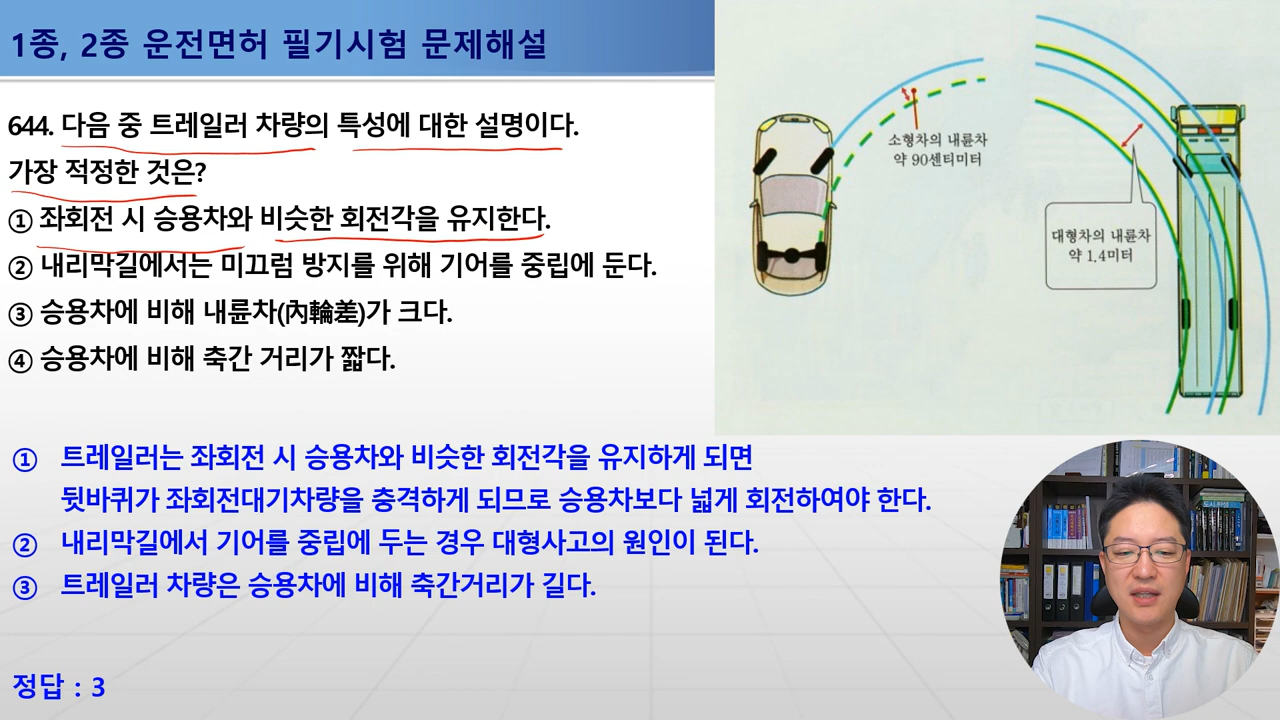 1종, 2종 운전면허 필기시험 문제해설
644. 다음 중 트레일러 차량의 특성에 대한 설명이다.
가장 적정한 것은?
① 좌회전 시 승용차와 비슷한 회전각을 유지한다.
② 내리막길에서는 미끄럼 방지를 위해 기어를 중립에 둔다.
③ 승용차에 비해 내륜차(內輪差)가 크다.
④ 승용차에 비해 축간 거리가 짧다.
소형차의 내륜차
약 90센티미터
대형차의 내륜차
약 1.4미터
① 트레일러는 좌회전 시 승용차와 비슷한 회전각을 유지하게 되면
뒷바퀴가 좌회전대기차량을 충격하게 되므로 승용차보다 넓게 회전하여야 한다.
② 내리막길에서 기어를 중립에 두는 경우 대형사고의 원인이 된다.
③ 트레일러 차량은 승용차에 비해 축간거리가 길다.
정답 : 3